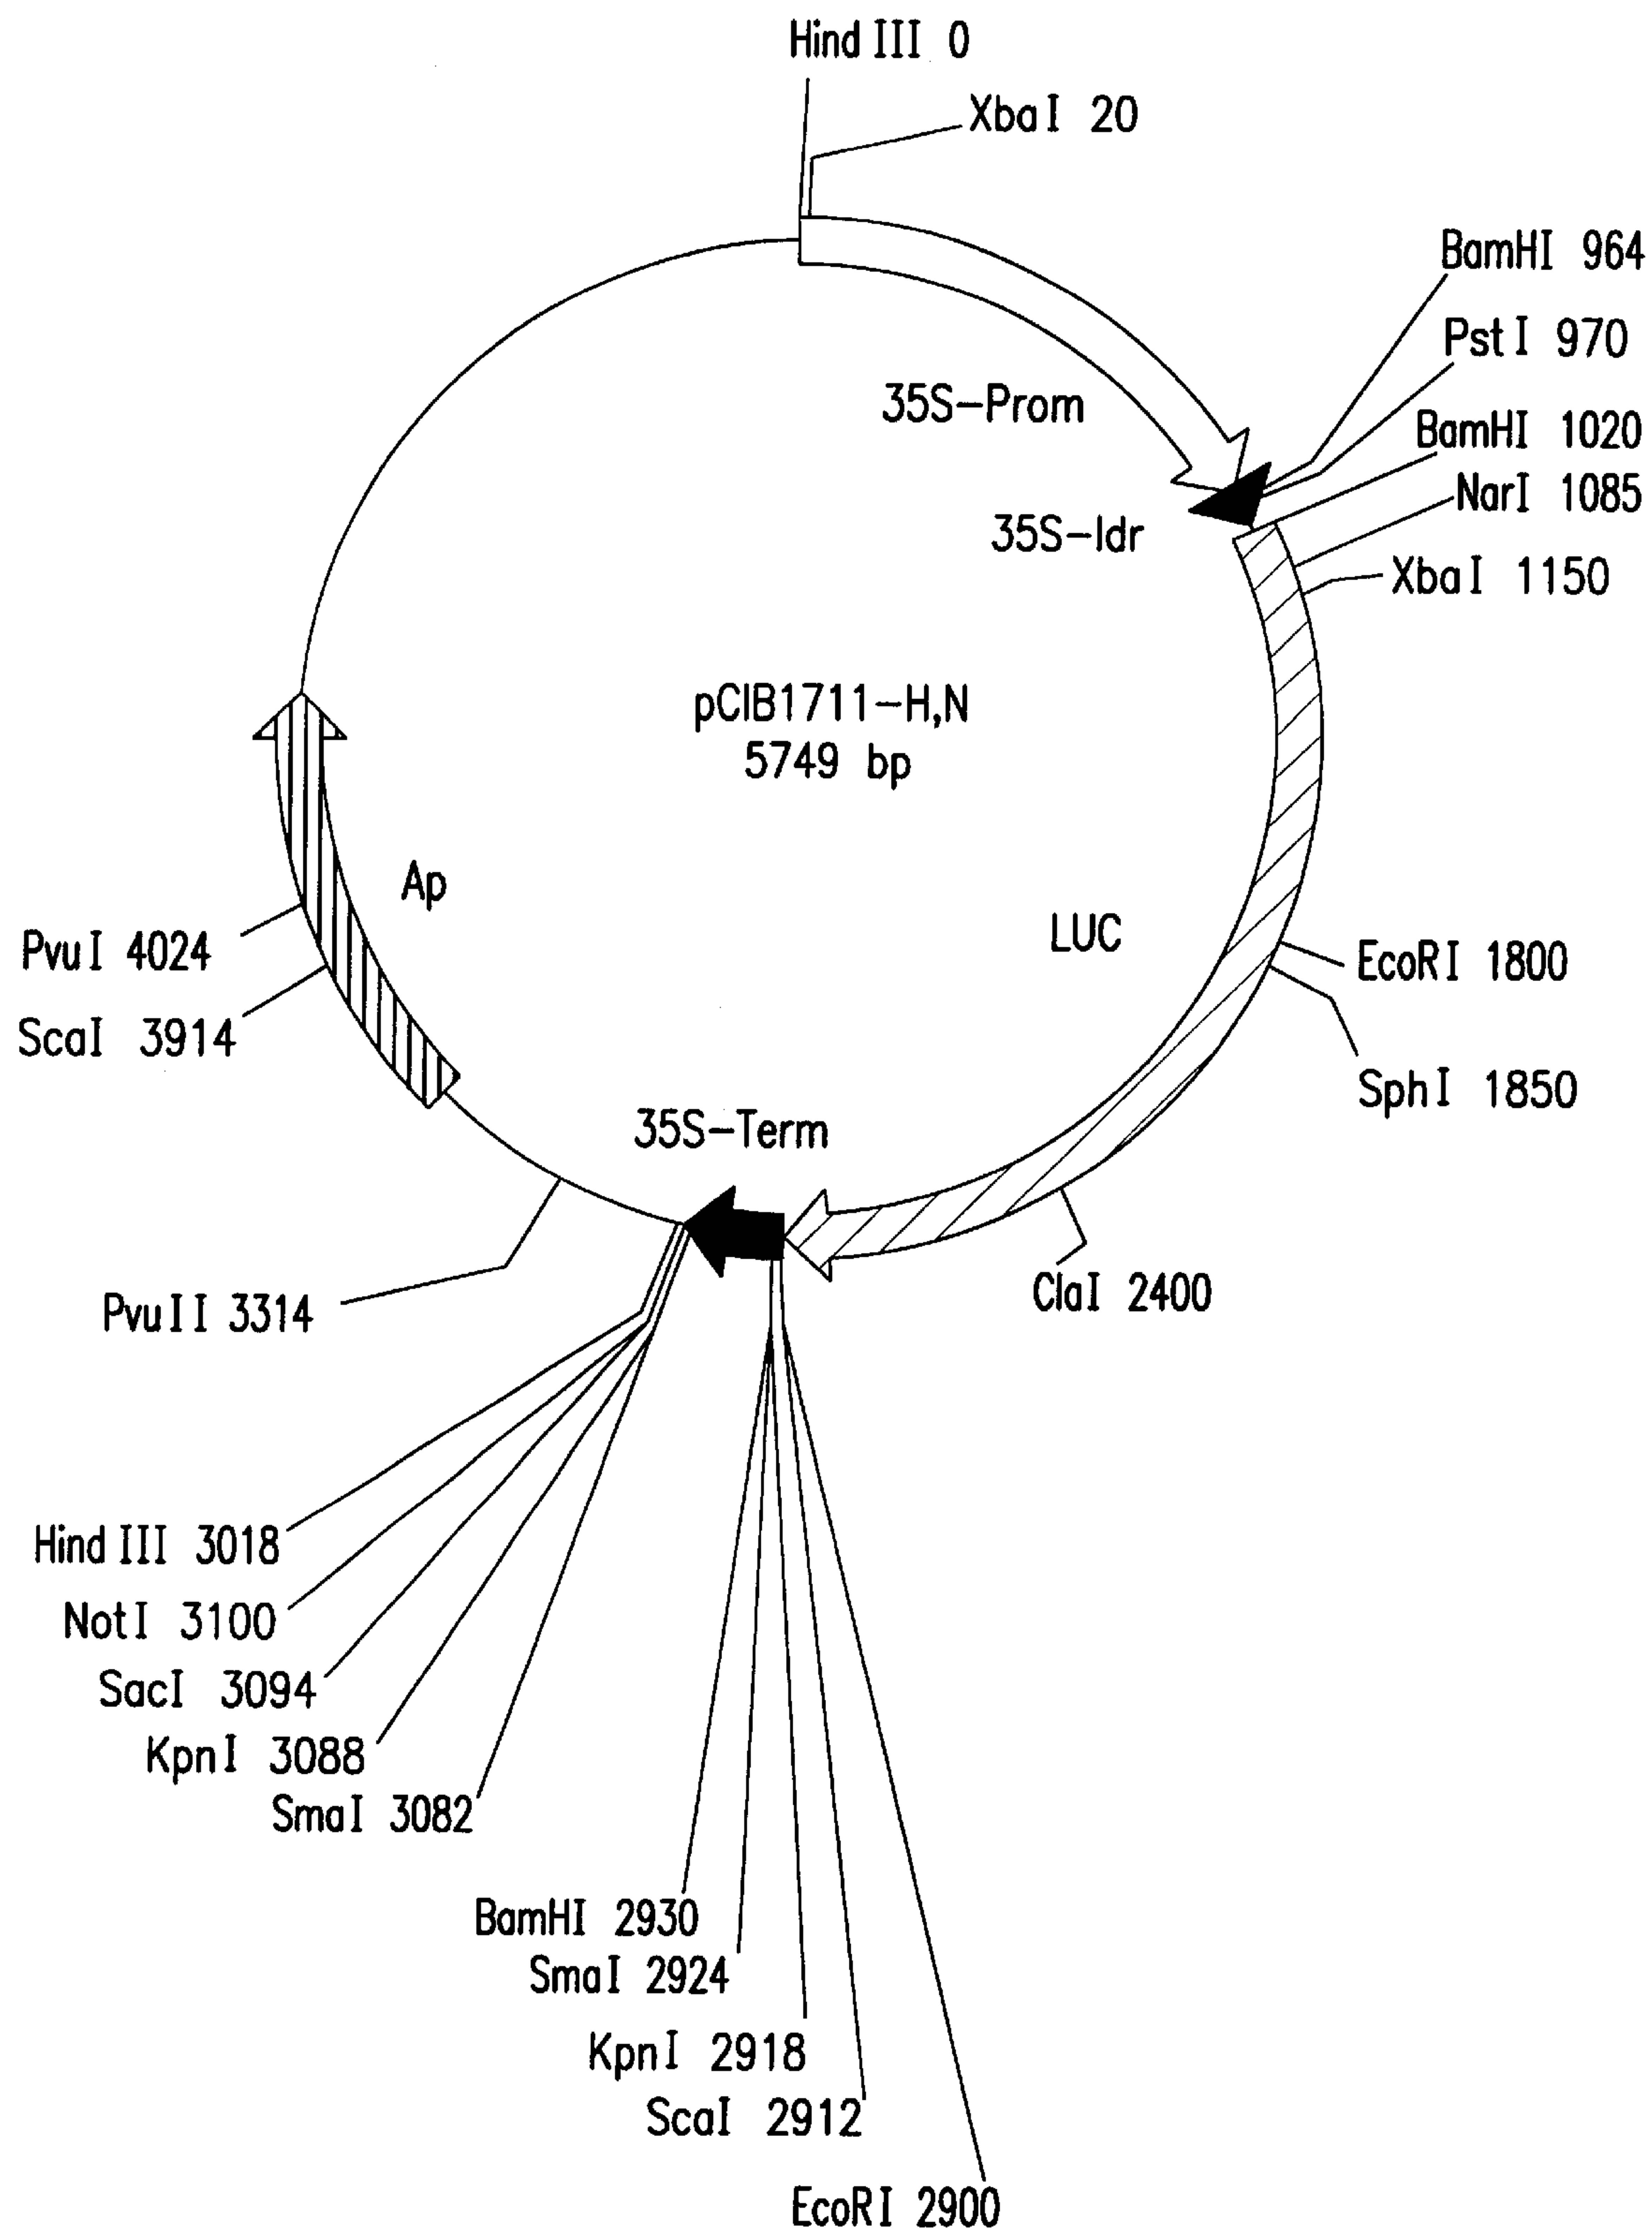 Hind III 0
XbaI 20
BamHI 964
PstI 970
35S-Prom
BamHI 1020
NarI 1085
35S-ldr
XbaI 1150
pCIB1711-H,N
5749 bp
Ap
LUC
PvuI 4024
EcoRI 1800
ScaI 3914
SphI 1850
35S-Term
ClaI 2400
PvuII 3314
Hind III 3018
NotI 3100
SacI 3094
KpnI 3088
SmaI 3082
BamHI 2930
SmaI 2924
KpnI 2918
ScaI 2912
EcoRI 2900